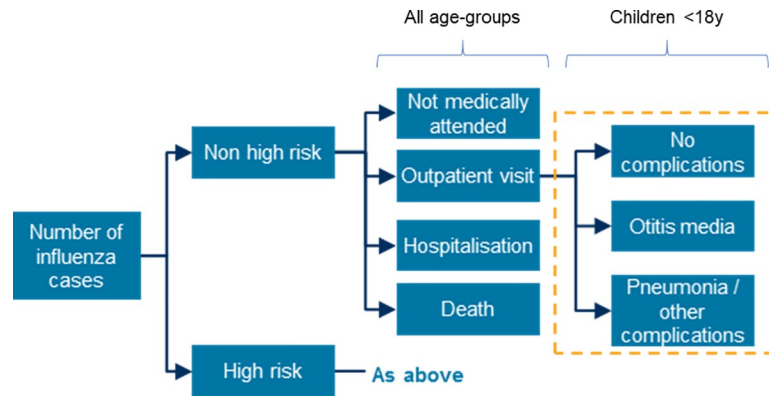 All age-groups
Children <18y
Not medically
attended
Non high risk
Outpatient visit
No
complications
Number of
influenza
cases
Hospitalisation
Otitis media
Death
Pneumonia /
other
complications
High risk
As above